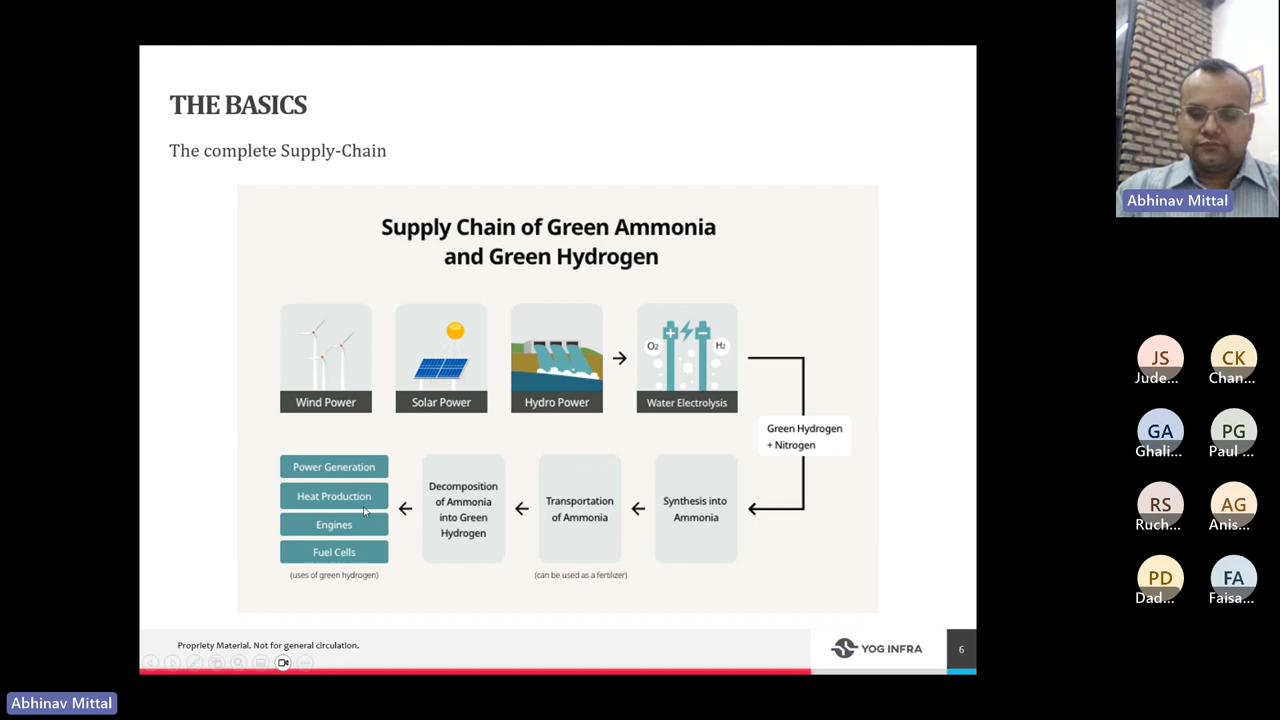 THE BASICS
The complete Supply-Chain
Supply Chain of Green Ammonia
and Green Hydrogen
O2
H2
Wind Power
Solar Power
Hydro Power
Water Electrolysis
Green Hydrogen
+ Nitrogen
Power Generation
Heat Production
Engines
Fuel Cells
(uses of green hydrogen)
Decomposition
of Ammonia
into Green
Hydrogen
Transportation
of Ammonia
(can be used as a fertilizer)
Synthesis into
Ammonia
Propriety Material. Not for general circulation.
YOG INFRA
6
Abhinav Mittal
JS
Jude...
CK
Chan...
GA
Ghali...
PG
Paul ...
RS
Ruch...
AG
Anis...
PD
Dad...
FA
Faisa...
Abhinav Mittal